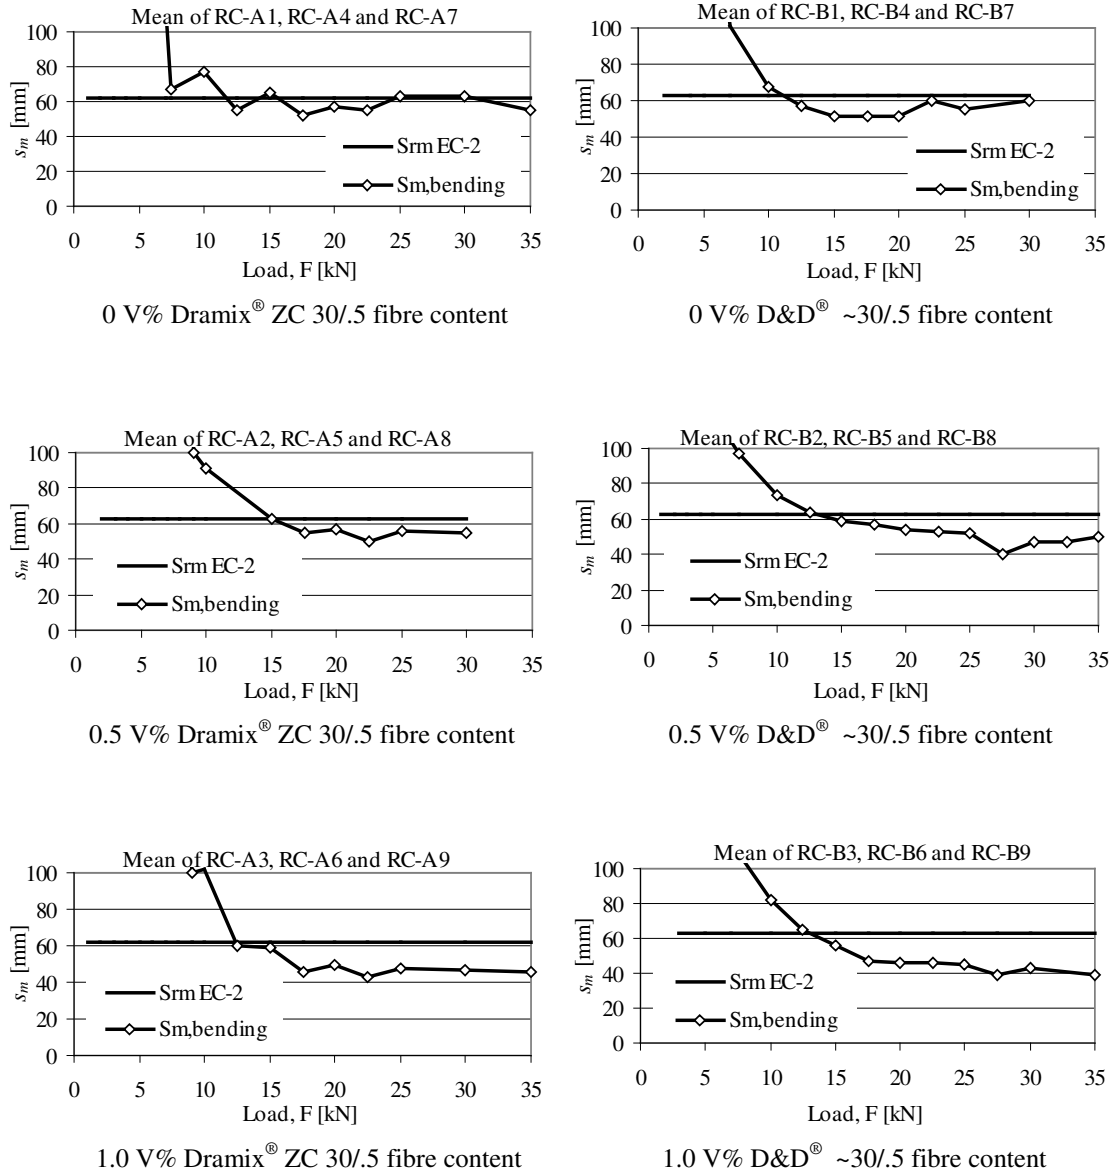 Mean of RC-A1, RC-A4 and RC-A7
100
80
60
40
20
0
s_m [mm]
Srm EC-2
Sm,bending
0 5 10 15 20 25 30 35
Load, F [kN]
0 V% Dramix® ZC 30/.5 fibre content
Mean of RC-B1, RC-B4 and RC-B7
100
80
60
40
20
0
s_m [mm]
Srm EC-2
Sm,bending
0 5 10 15 20 25 30 35
Load, F [kN]
0 V% D&D® ~30/.5 fibre content
Mean of RC-A2, RC-A5 and RC-A8
100
80
60
40
20
0
s_m [mm]
Srm EC-2
Sm,bending
0 5 10 15 20 25 30 35
Load, F [kN]
0.5 V% Dramix® ZC 30/.5 fibre content
Mean of RC-B2, RC-B5 and RC-B8
100
80
60
40
20
0
s_m [mm]
Srm EC-2
Sm,bending
0 5 10 15 20 25 30 35
Load, F [kN]
0.5 V% D&D® ~30/.5 fibre content
Mean of RC-A3, RC-A6 and RC-A9
100
80
60
40
20
0
s_m [mm]
Srm EC-2
Sm,bending
0 5 10 15 20 25 30 35
Load, F [kN]
1.0 V% Dramix® ZC 30/.5 fibre content
Mean of RC-B3, RC-B6 and RC-B9
100
80
60
40
20
0
s_m [mm]
Srm EC-2
Sm,bending
0 5 10 15 20 25 30 35
Load, F [kN]
1.0 V% D&D® ~30/.5 fibre content